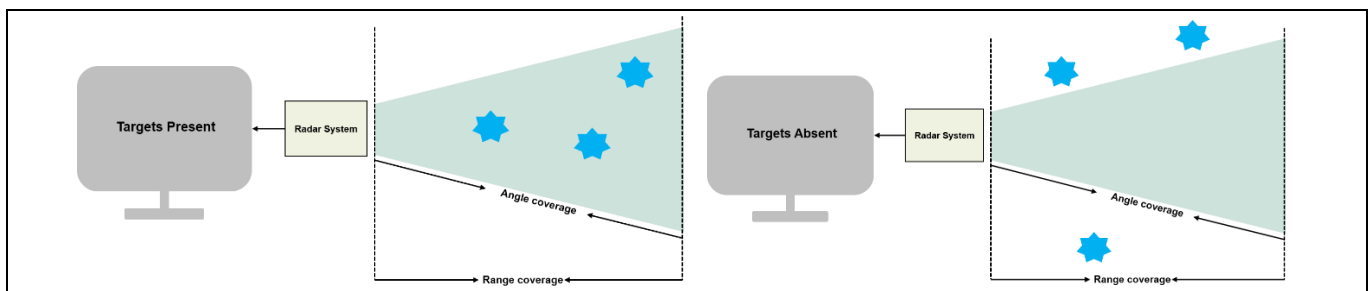 Targets Present
Radar System
Angle coverage
Range coverage
Targets Absent
Radar System
Angle coverage
Range coverage